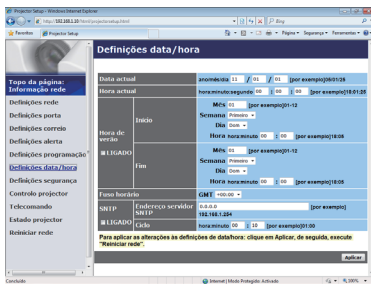 Projector Setup - Windows Internet Explorer
http://192.168.1.10/html/projector/setup.html
Bing
Favorites
Projector Setup
Página
Segurança
Ferramentas
Definições data/hora
Topo da página:
Informação rede
Definições rede
Definições porta
Definições correio
Definições alerta
Definições programação
Definições data/hora
Definições segurança
Controlo projector
Telecomando
Estado projector
Reiniciar rede
Data actual
ano/mês/dia 11 / 01 / 01 (por exemplo)05/01/25
Hora actual
hora:minuto:segundo 00 : 00 : 00 (por exemplo)18:01:25
Hora de verão
LIGADO
Início
Mês 01 (por exemplo)01-12
Semana Primeiro
Dia Dom
Hora hora:minuto 00 : 00 (por exemplo)18:05
Fim
Mês 01 (por exemplo)01-12
Semana Primeiro
Dia Dom
Hora hora:minuto 00 : 00 (por exemplo)18:05
Fuso horário
GMT +00:00
SNTP
LIGADO
Endereço servidor SNTP
0.0.0.0 (por exemplo)
192.168.1.254
Ciclo
hora:minuto 00 : 10 (por exemplo)01:00
Para aplicar as alterações às definições de data/hora: clique em Aplicar, de seguida, execute
"Reiniciar rede".
Aplicar
Concluído
Internet | Modo Protegido: Activado
100%